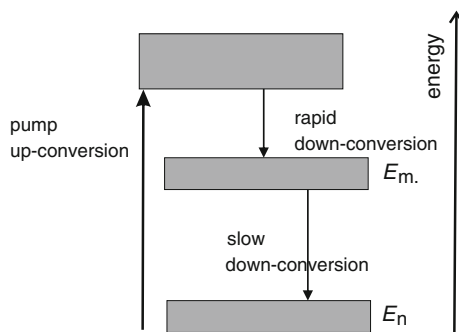 energy
pump
up-conversion
rapid
down-conversion
Em.
slow
down-conversion
En